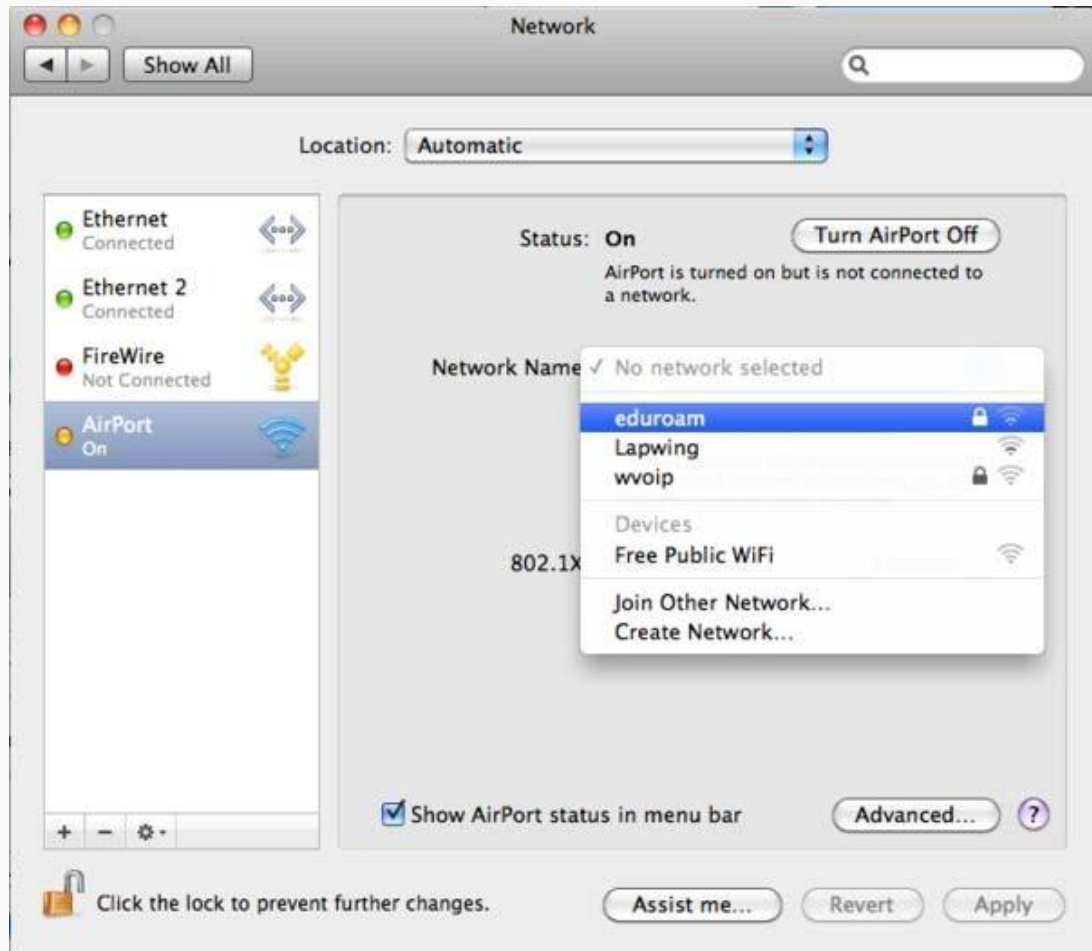 Network
Show All
Location: Automatic
Ethernet
Connected
Ethernet 2
Connected
FireWire
Not Connected
AirPort
On
Status: On
Turn AirPort Off
AirPort is turned on but is not connected to
a network.
Network Name
✓ No network selected
eduroam
Lapwing
wvoip
Devices
Free Public WiFi
Join Other Network...
Create Network...
802.1X
Show AirPort status in menu bar
Advanced...
?
Click the lock to prevent further changes.
Assist me...
Revert
Apply